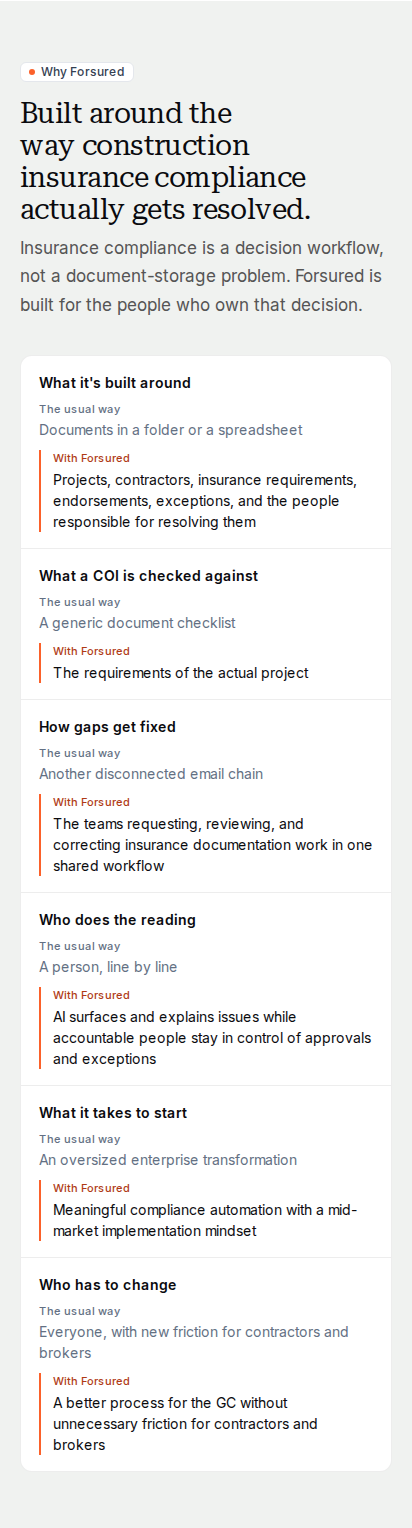 Why Forsured
Built around the
way construction
insurance compliance
actually gets resolved.
Insurance compliance is a decision workflow,
not a document-storage problem. Forsured is
built for the people who own that decision.
What it's built around
The usual way
Documents in a folder or a spreadsheet
With Forsured
Projects, contractors, insurance requirements,
endorsements, exceptions, and the people
responsible for resolving them
What a COI is checked against
The usual way
A generic document checklist
With Forsured
The requirements of the actual project
How gaps get fixed
The usual way
Another disconnected email chain
With Forsured
The teams requesting, reviewing, and
correcting insurance documentation work in one
shared workflow
Who does the reading
The usual way
A person, line by line
With Forsured
AI surfaces and explains issues while
accountable people stay in control of approvals
and exceptions
What it takes to start
The usual way
An oversized enterprise transformation
With Forsured
Meaningful compliance automation with a mid-
market implementation mindset
Who has to change
The usual way
Everyone, with new friction for contractors and
brokers
With Forsured
A better process for the GC without
unnecessary friction for contractors and
brokers